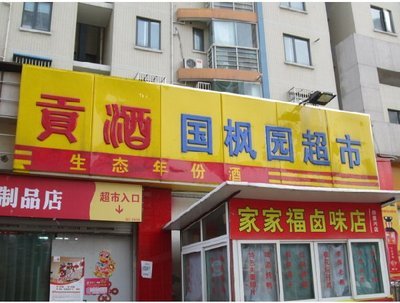 贡酒 国枫园超市
生态年份酒
制品店
超市入口
家家福卤味店